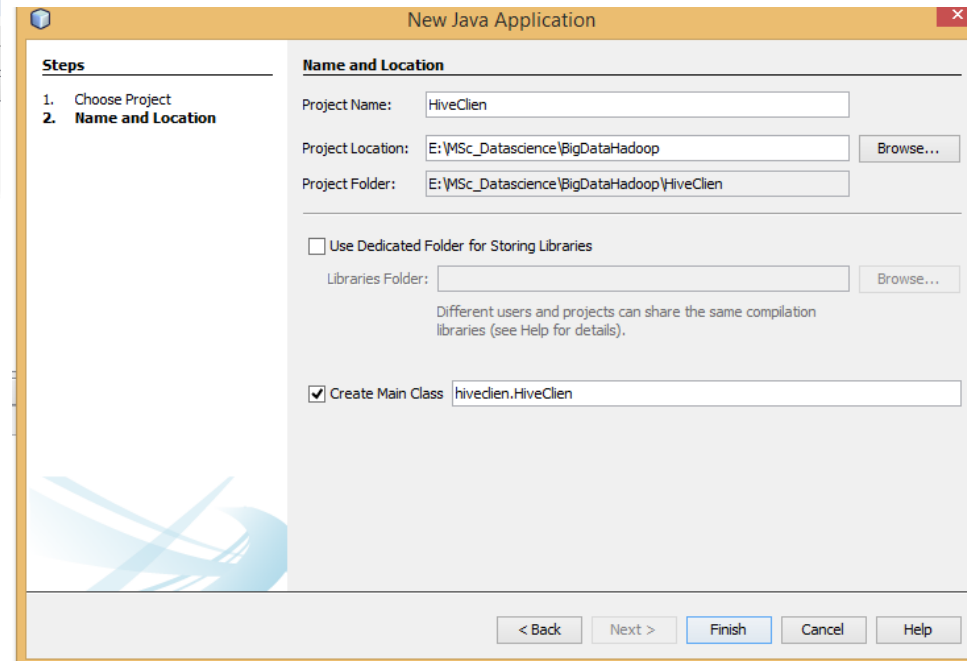 New Java Application
Steps
1. Choose Project
2. Name and Location
Name and Location
Project Name: HiveClien
Project Location: E:\MSc_Datascience\BigDataHadoop Browse...
Project Folder: E:\MSc_Datascience\BigDataHadoop\HiveClien
Use Dedicated Folder for Storing Libraries
Libraries Folder: Browse...
Different users and projects can share the same compilation
libraries (see Help for details).
Create Main Class hiveclien.HiveClien
< Back Next > Finish Cancel Help